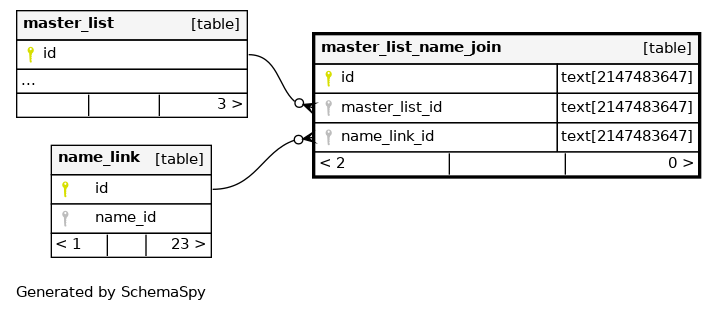 master_list [table]
id
...
3 >
name_link [table]
id
name_id
< 1 23 >
master_list_name_join [table]
id text[2147483647]
master_list_id text[2147483647]
name_link_id text[2147483647]
< 2 0 >
Generated by SchemaSpy